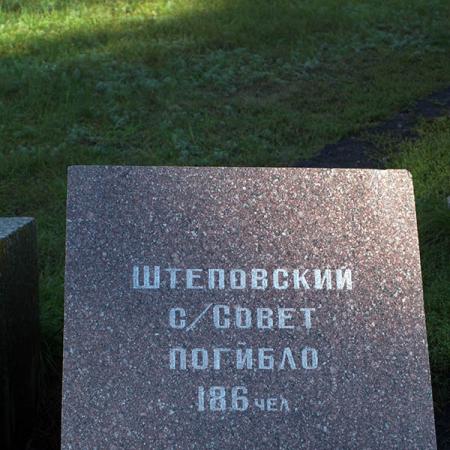 Штеповский
с/Совет
погибло
186 чел.